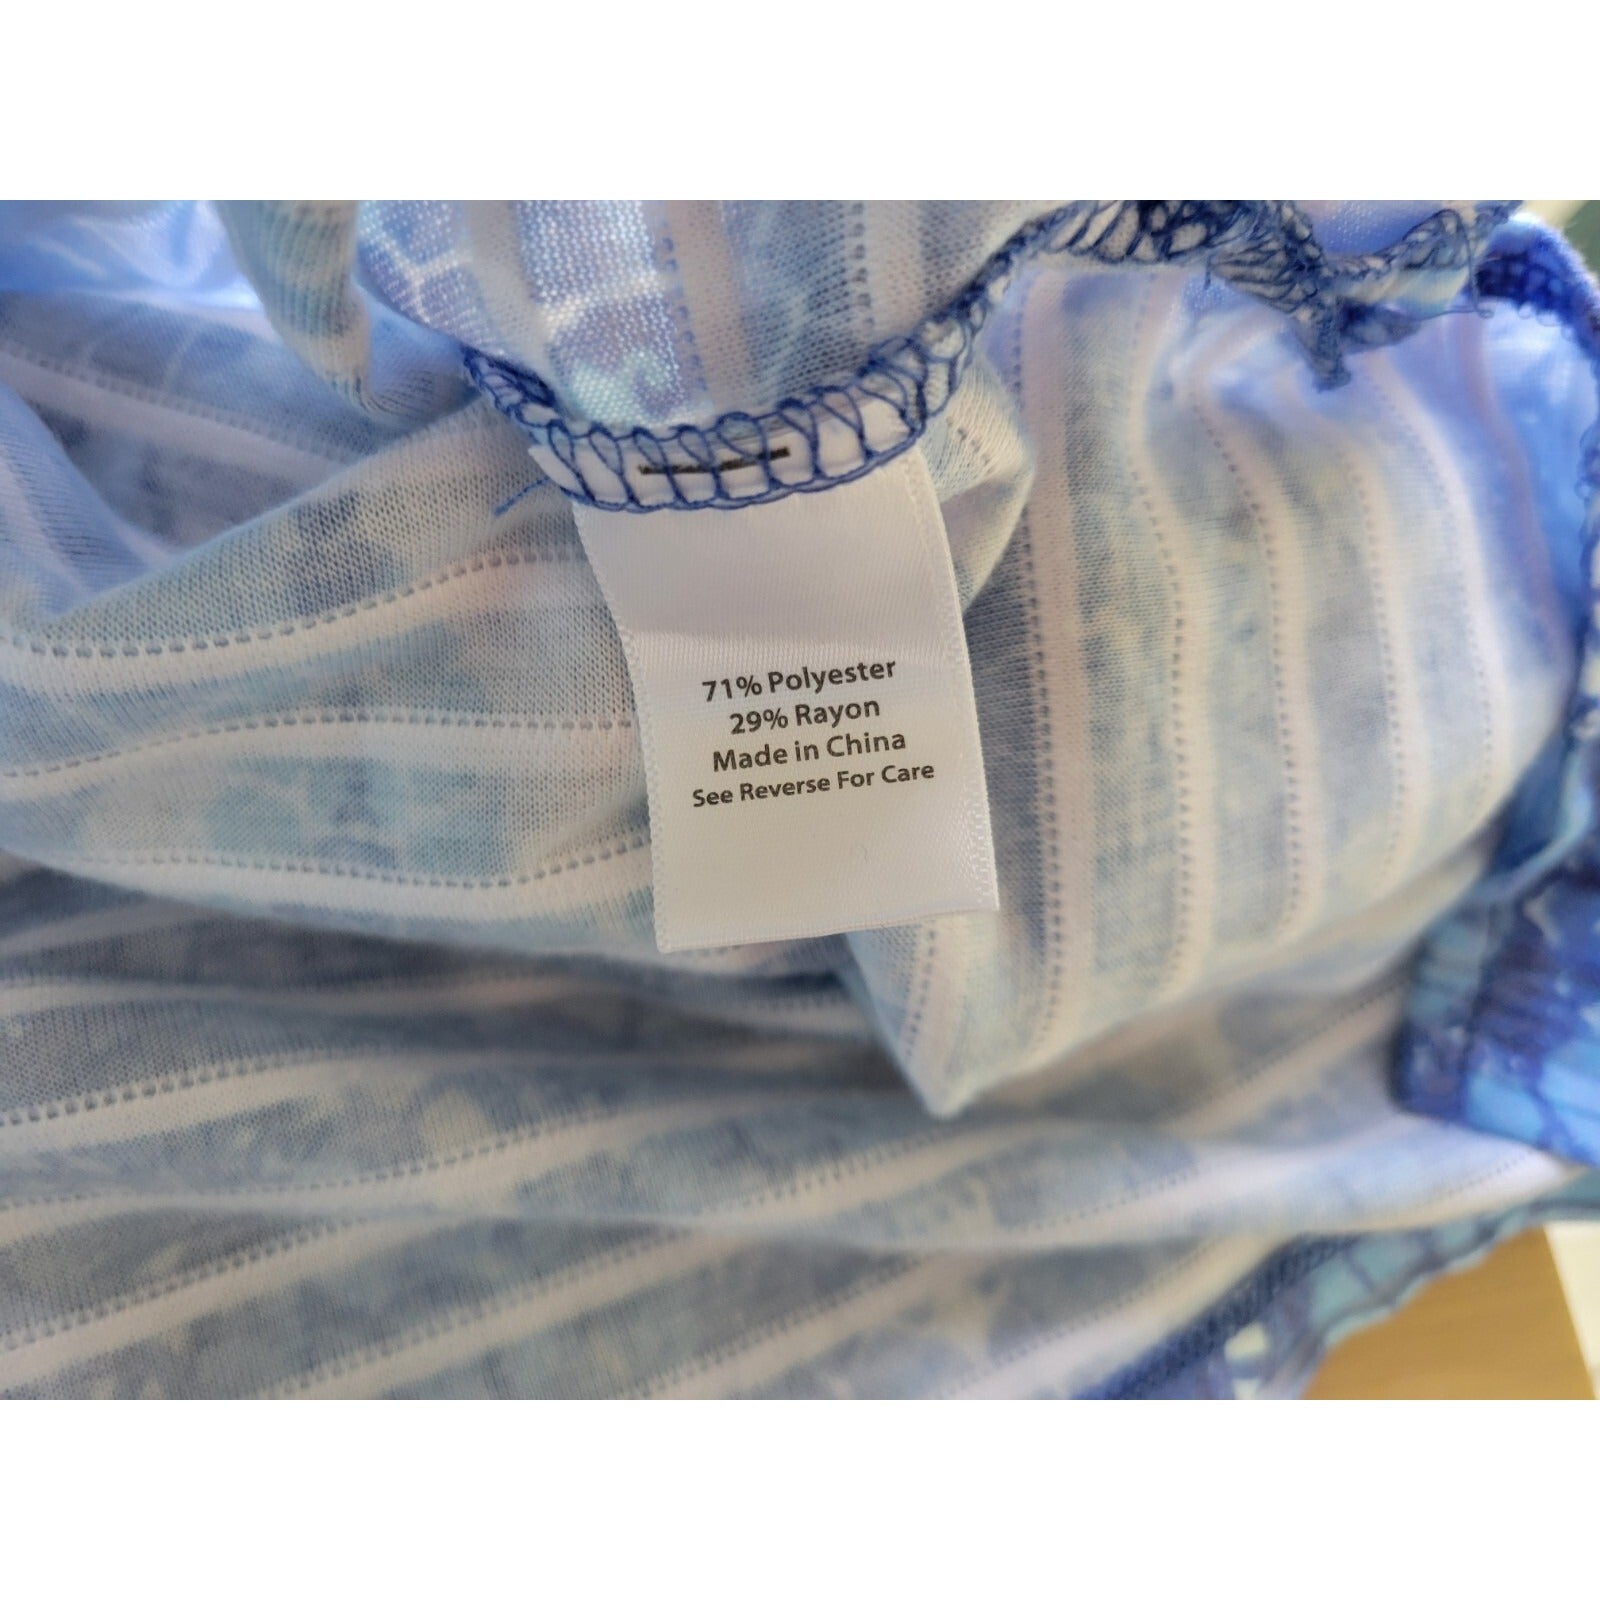 71% Polyester
29% Rayon
Made in China
See Reverse For Care